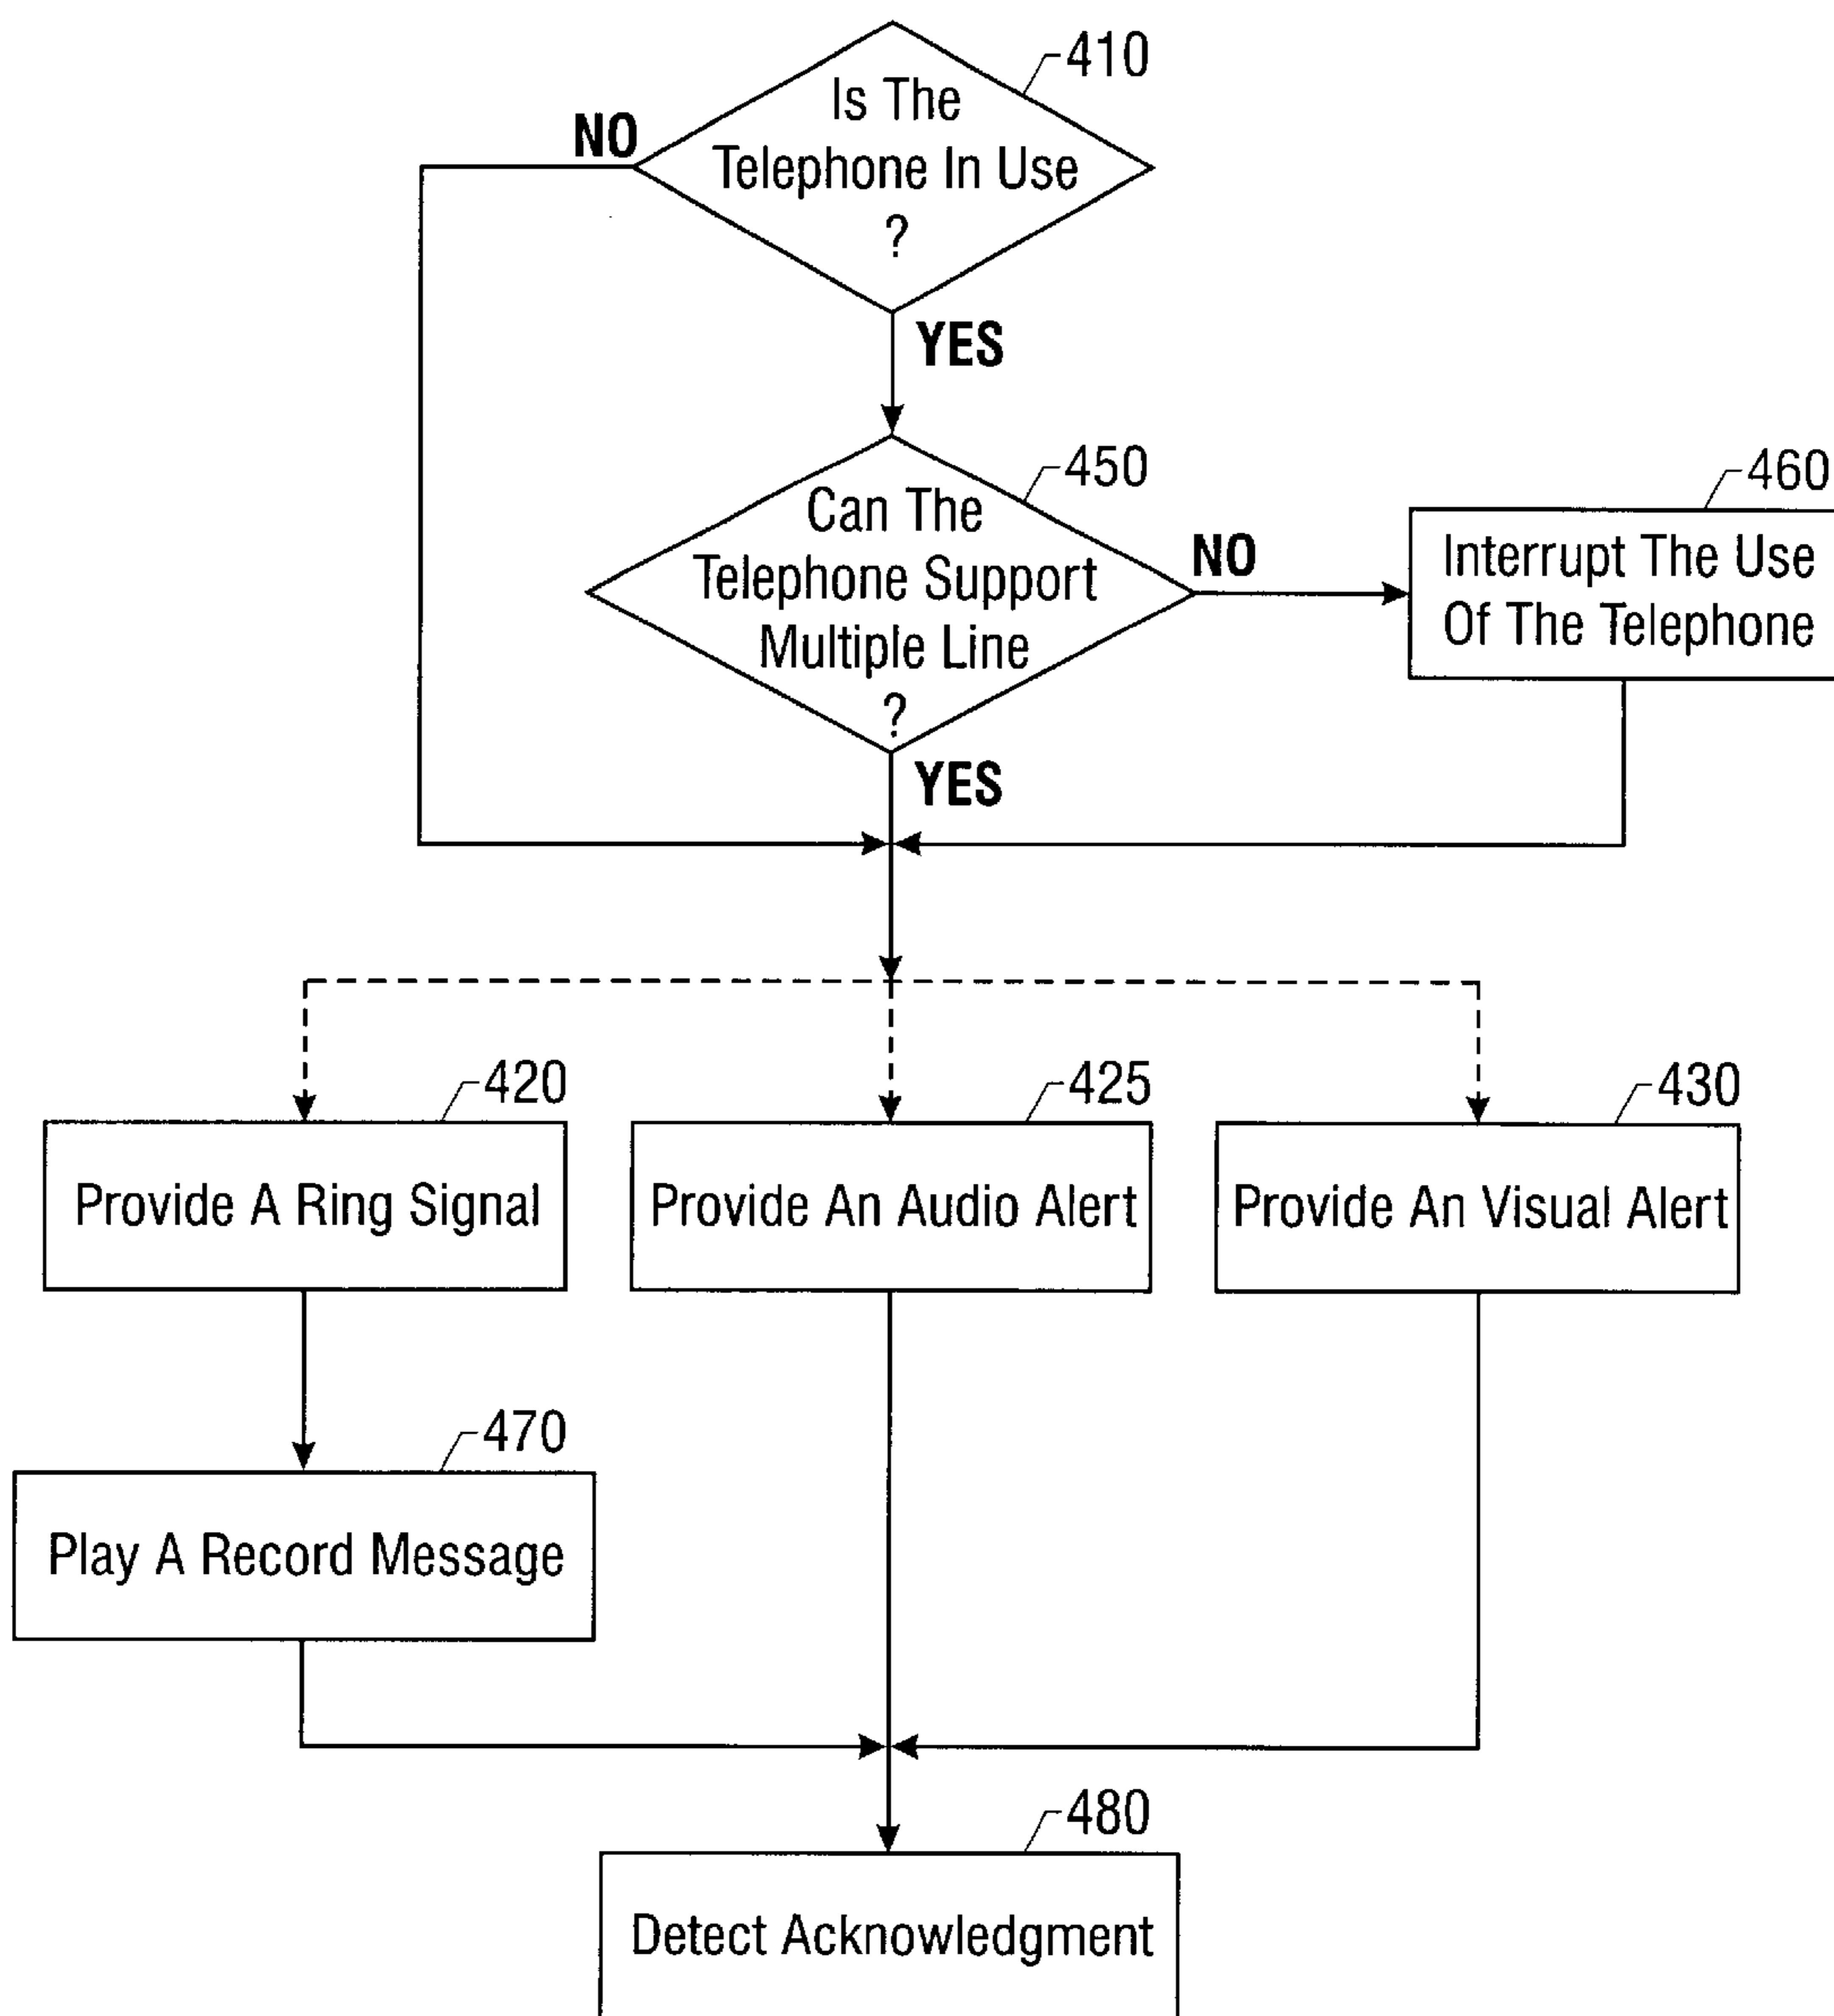 410
Is The
Telephone In Use
?
NO
YES
450
Can The
Telephone Support
Multiple Line
?
NO
460
Interrupt The Use
Of The Telephone
YES
420
Provide A Ring Signal
425
Provide An Audio Alert
430
Provide An Visual Alert
470
Play A Record Message
480
Detect Acknowledgment